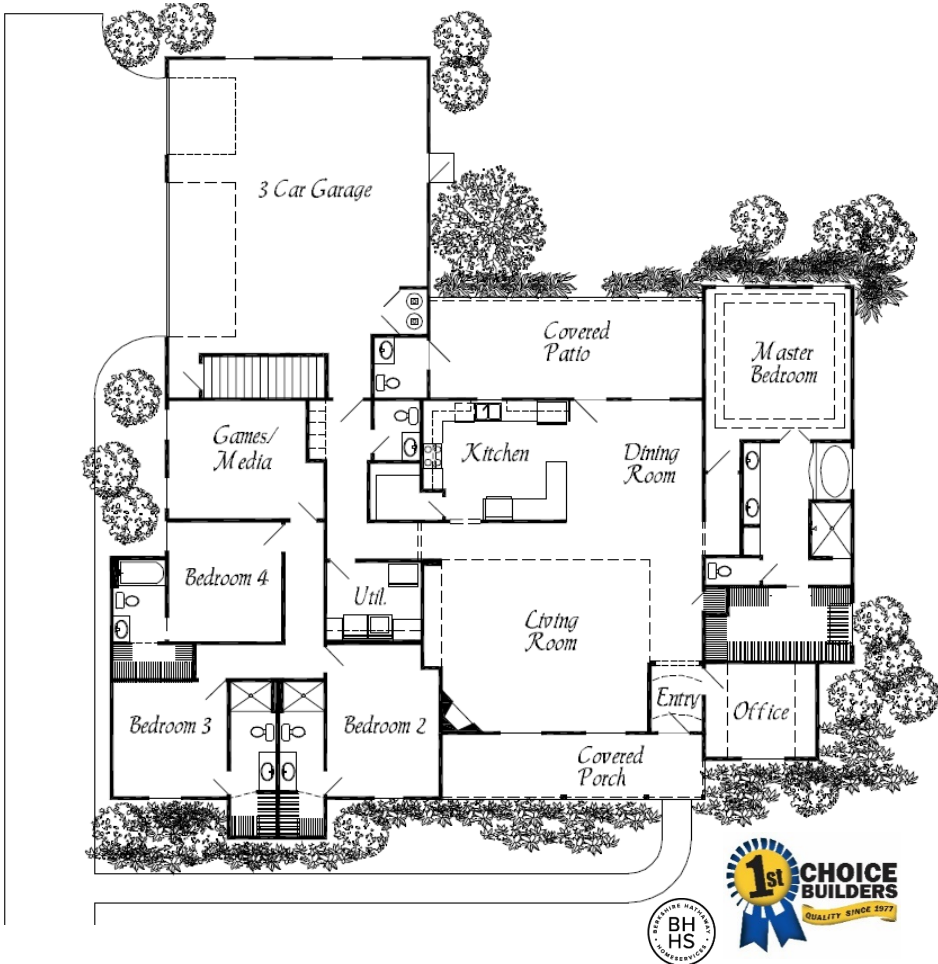 3 Car Garage
Covered
Patio
Master
Bedroom
Games/
Media
Kitchen
Dining
Room
Bedroom 4
Util.
Living
Room
Bedroom 3
Bedroom 2
Entry
Office
Covered
Porch
1st
CHOICE
BUILDERS
QUALITY SINCE 1977
BERKSHIRE HATHAWAY
BH
HS
HOMESERVICES